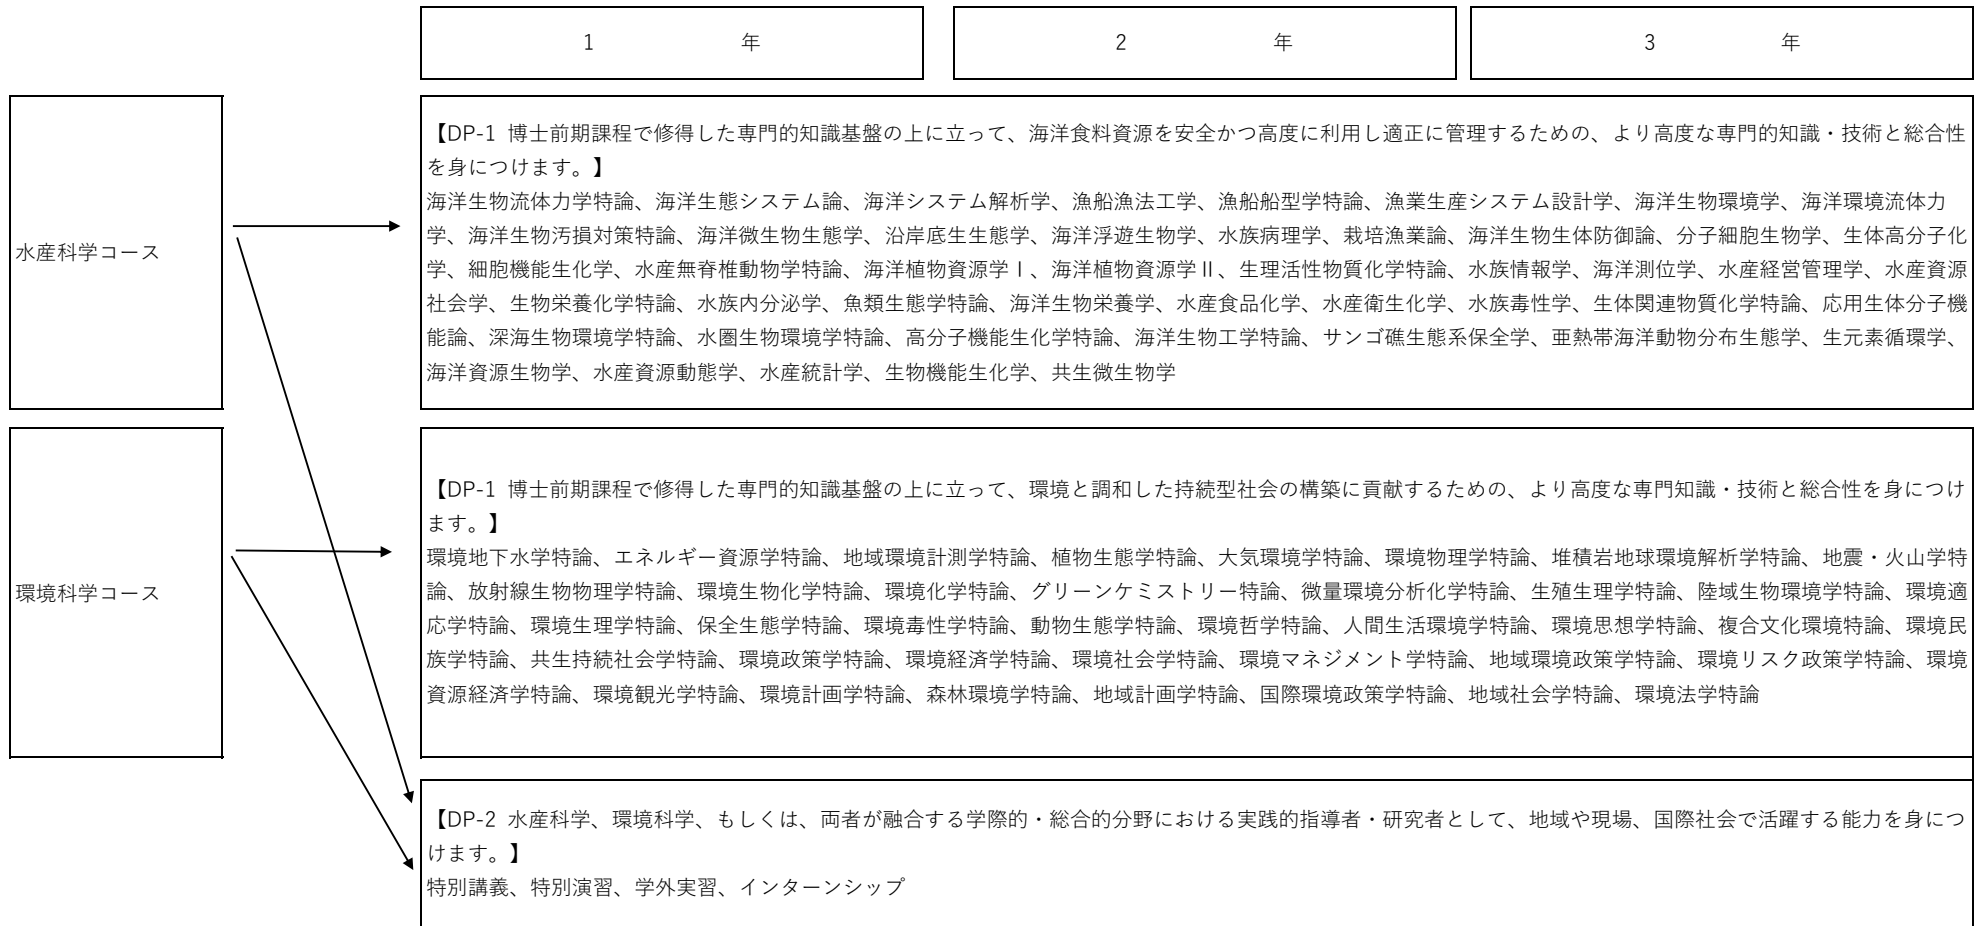 1 年
2 年
3 年
水産科学コース
【DP-1 博士前期課程で修得した専門的知識基盤の上に立って、海洋食料資源を安全かつ高度に利用し適正に管理するための、より高度な専門的知識・技術と総合性
を身につけます。】
海洋生物流体力学特論、海洋生態システム論、海洋システム解析学、漁船漁法工学、漁船船型学特論、漁業生産システム設計学、海洋生物環境学、海洋環境流体力
学、海洋生物汚損対策特論、海洋微生物生態学、沿岸底生生態学、海洋浮遊生物学、水族病理学、栽培漁業論、海洋生物生体防御論、分子細胞生物学、生体高分子化
学、細胞機能生化学、水産無脊椎動物学特論、海洋植物資源学Ⅰ、海洋植物資源学Ⅱ、生理活性物質化学特論、水族情報学、海洋測位学、水産経営管理学、水産資源
社会学、生物栄養化学特論、水族内分泌学、魚類生態学特論、海洋生物栄養学、水産食品化学、水産衛生化学、水族毒性学、生体関連物質化学特論、応用生体分子機
能論、深海生物環境学特論、水圏生物環境学特論、高分子機能生化学特論、海洋生物工学特論、サンゴ礁生態系保全学、亜熱帯海洋動物分布生態学、生元素循環学、
海洋資源生物学、水産資源動態学、水産統計学、生物機能生化学、共生微生物学
環境科学コース
【DP-1 博士前期課程で修得した専門的知識基盤の上に立って、環境と調和した持続型社会の構築に貢献するための、より高度な専門知識・技術と総合性を身につけ
ます。】
環境地下水学特論、エネルギー資源学特論、地域環境計測学特論、植物生態学特論、大気環境学特論、環境物理学特論、堆積岩地球環境解析学特論、地震・火山学特
論、放射線生物物理学特論、環境生物化学特論、環境化学特論、グリーンケミストリー特論、微量環境分析化学特論、生殖生理学特論、陸域生物環境学特論、環境適
応学特論、環境生理学特論、保全生態学特論、環境毒性学特論、動物生態学特論、環境哲学特論、人間生活環境学特論、環境思想学特論、複合文化環境特論、環境民
族学特論、共生持続社会学特論、環境政策学特論、環境経済学特論、環境社会学特論、環境マネジメント学特論、地域環境政策学特論、環境リスク政策学特論、環境
資源経済学特論、環境観光学特論、環境計画学特論、森林環境学特論、地域計画学特論、国際環境政策学特論、地域社会学特論、環境法学特論
【DP-2 水産科学、環境科学、もしくは、両者が融合する学際的・総合的分野における実践的指導者・研究者として、地域や現場、国際社会で活躍する能力を身につ
けます。】
特別講義、特別演習、学外実習、インターンシップ